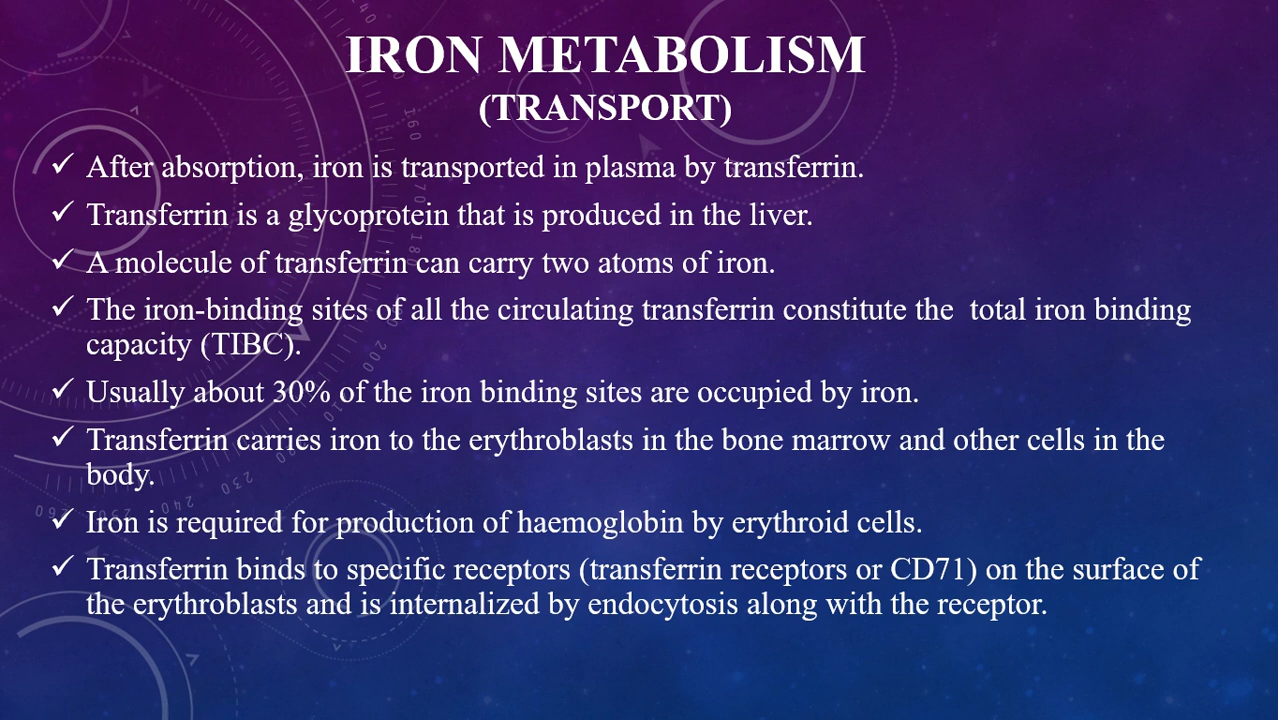 IRON METABOLISM
(TRANSPORT)
✓ After absorption, iron is transported in plasma by transferrin.
✓ Transferrin is a glycoprotein that is produced in the liver.
✓ A molecule of transferrin can carry two atoms of iron.
✓ The iron-binding sites of all the circulating transferrin constitute the  total iron binding
capacity (TIBC).
✓ Usually about 30% of the iron binding sites are occupied by iron.
✓ Transferrin carries iron to the erythroblasts in the bone marrow and other cells in the
body.
✓ Iron is required for production of haemoglobin by erythroid cells.
✓ Transferrin binds to specific receptors (transferrin receptors or CD71) on the surface of
the erythroblasts and is internalized by endocytosis along with the receptor.